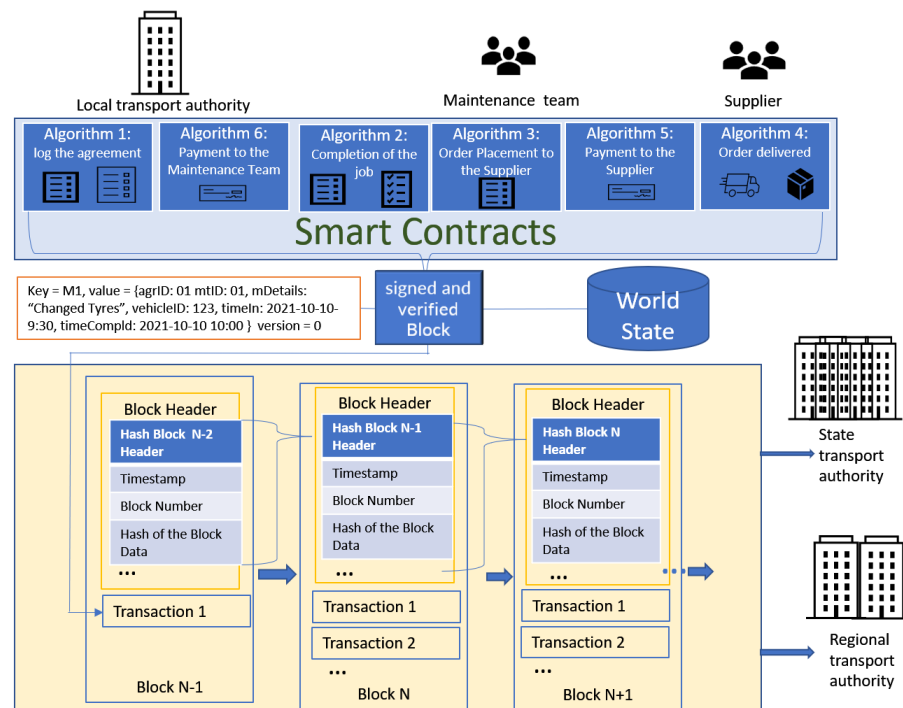 Local transport authority
Maintenance team
Supplier
Algorithm 1:
log the agreement
Algorithm 6:
Payment to the
Maintenance Team
Algorithm 2:
Completion of the
job
Algorithm 3:
Order Placement to
the Supplier
Algorithm 5:
Payment to the
Supplier
Algorithm 4:
Order delivered
Smart Contracts
Key = M1, value = {agrID: 01 mtID: 01, mDetails:
“Changed Tyres”, vehicleID: 123, timeIn: 2021-10-10-
9:30, timeCompld: 2021-10-10 10:00 }  version = 0
signed and
verified
Block
World
State
Block Header
Hash Block  N-2
Header
Timestamp
Block Number
Hash of the Block
Data
...
Transaction 1
Block N-1
Block Header
Hash Block N-1
Header
Timestamp
Block Number
Hash of the Block
Data
...
Transaction 1
Transaction 2
...
Block N
Block Header
Hash Block N
Header
Timestamp
Block Number
Hash of the Block
Data
...
Transaction 1
Transaction 2
...
Block N+1
State
transport
authority
Regional
transport
authority